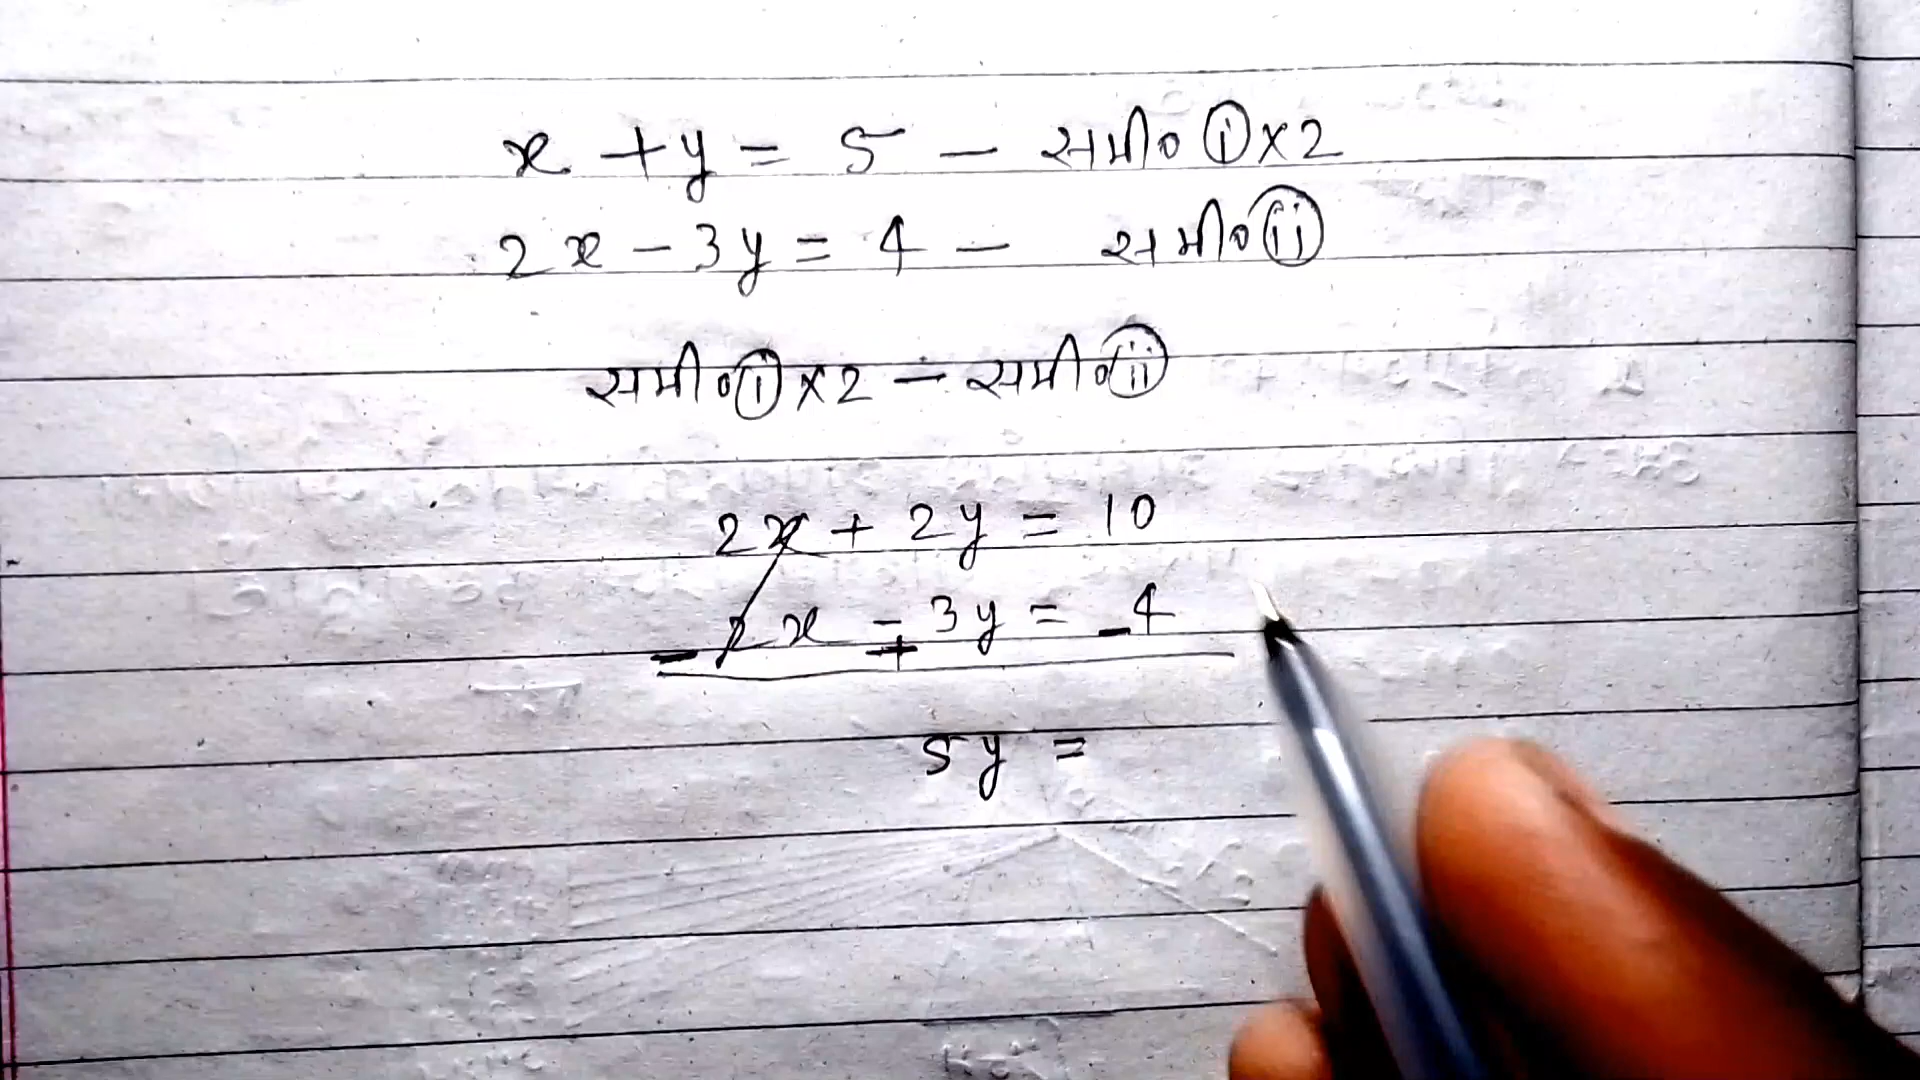 x + y = 5 - समी० (i) × 2
2x - 3y = 4 - समी० (ii)
समी० (i) × 2 - समी० (ii)
2x + 2y = 10
2x - 3y = 4
- + -
5y =